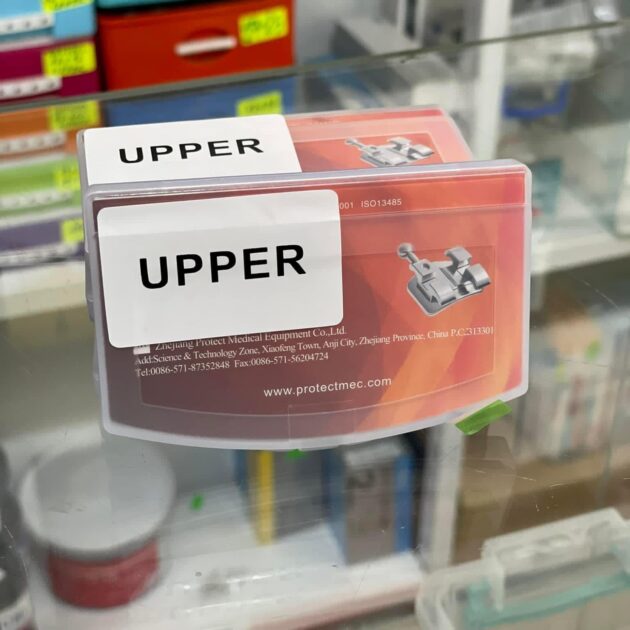 UPPER
001 ISO13485
UPPER
Zhejiang Protect Medical Equipment Co.,Ltd.
Add:Science & Technology Zone, Xiaofeng Town, Anji City, Zhejiang Province, China P.C.:313301
Tel:0086-571-87352848 Fax:0086-571-56204724
www.protectmec.com
2